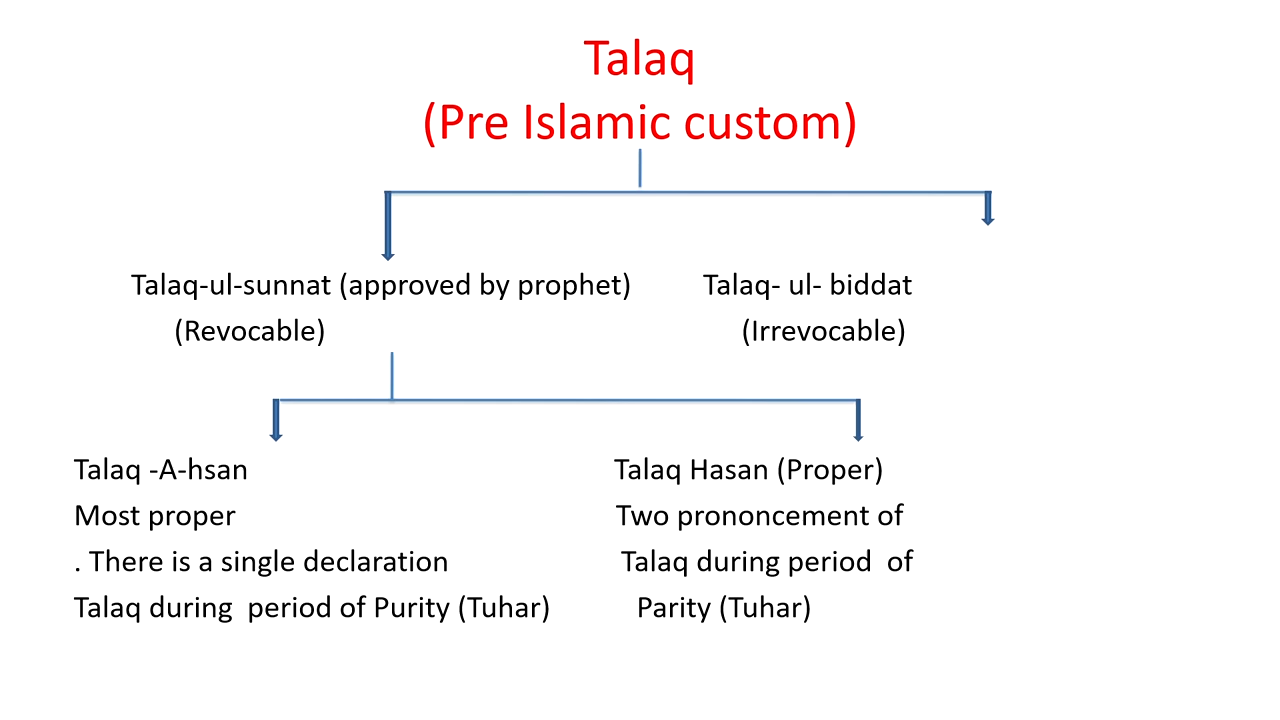 Talaq
(Pre Islamic custom)
Talaq-ul-sunnat (approved by prophet) Talaq- ul- biddat
(Revocable) (Irrevocable)
Talaq -A-hsan Talaq Hasan (Proper)
Most proper Two prononcement of
. There is a single declaration Talaq during period of
Talaq during period of Purity (Tuhar) Parity (Tuhar)